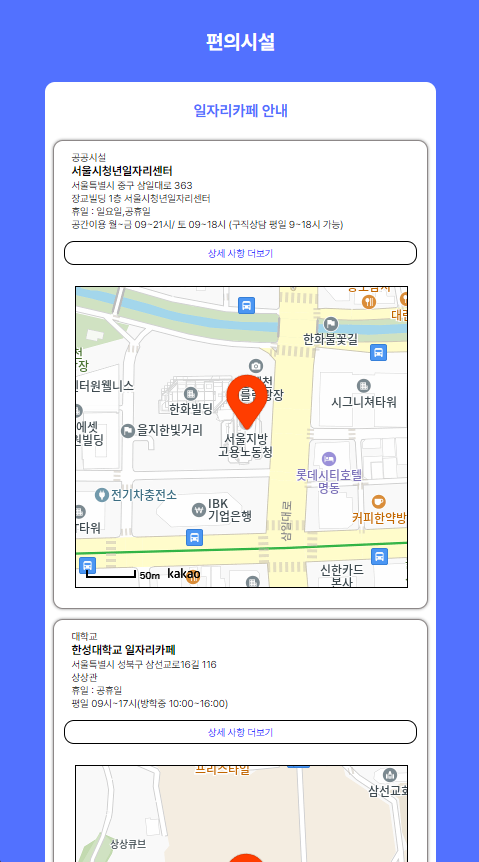 편의시설
일자리카페 안내
공공시설
서울시청년일자리센터
서울특별시 중구 삼일대로 363
장교빌딩 1층 서울시청년일자리센터
휴일 : 일요일,공휴일
공간이용 월~금 09~21시/ 토 09~18시 (구직상담 평일 9~18시 가능)
상세 사항 더보기
한화불꽃길
센터원웰니스
한화빌딩
시그니쳐타워
을지한빛거리
서울지방
고용노동청
롯데시티호텔
명동
전기차충전소
IBK
기업은행
커피한약방
타워
삼일대로
신한카드
본사
50m kakao
대학교
한성대학교 일자리카페
서울특별시 성북구 삼선교로16길 116
상상관
휴일 : 공휴일
평일 09시~17시(방학중 10:00~16:00)
상세 사항 더보기
프리스타일
삼선교회
상상큐브